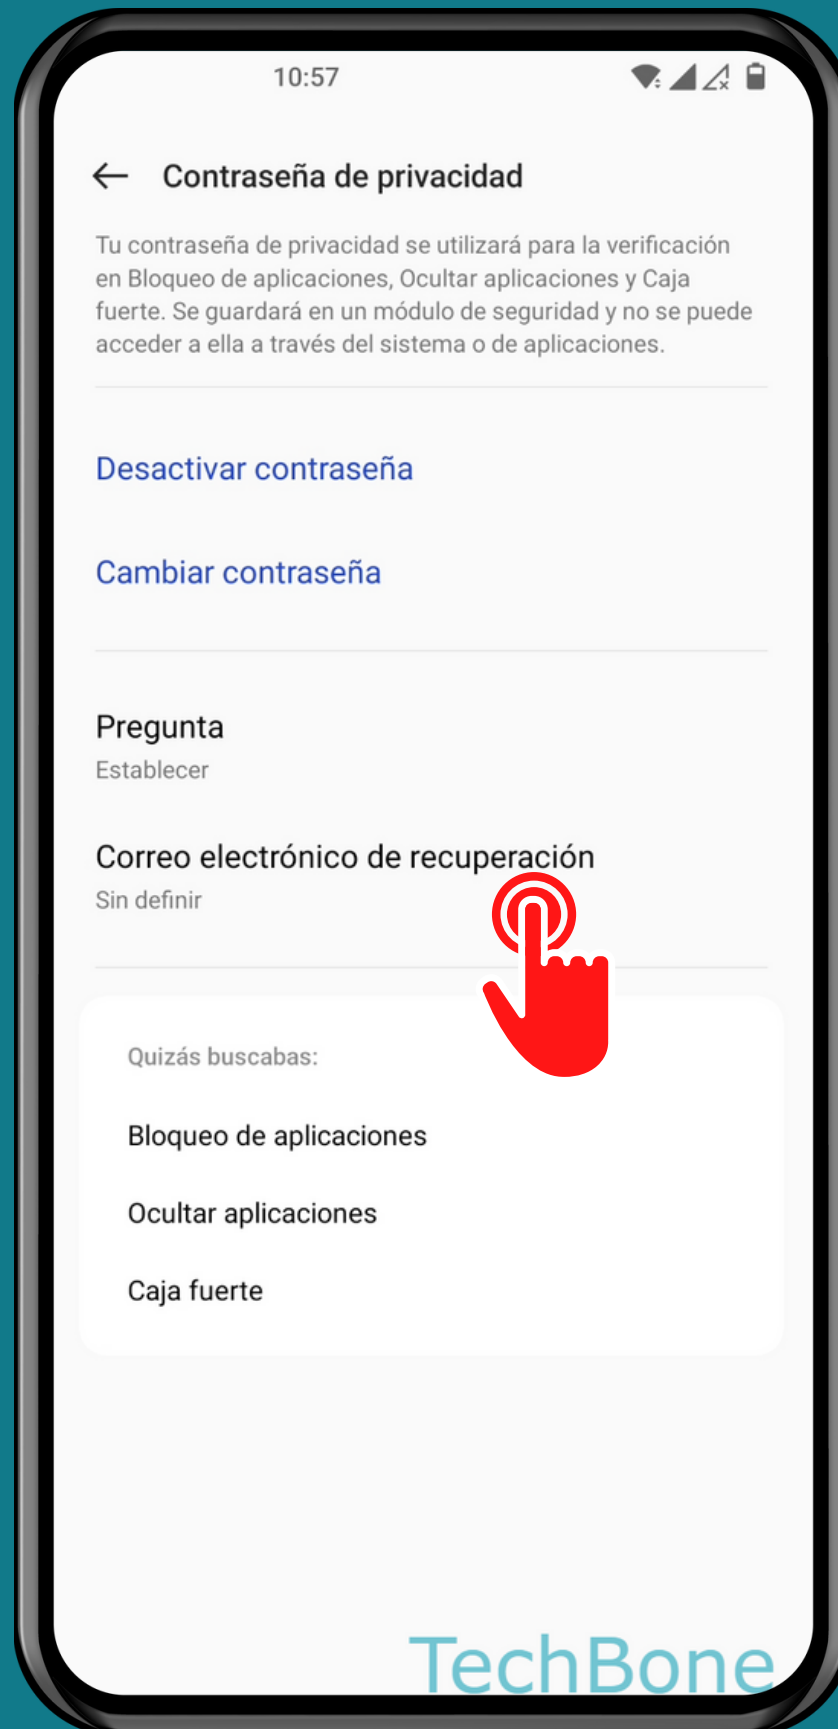 10:57
Contraseña de privacidad
Tu contraseña de privacidad se utilizará para la verificación
en Bloqueo de aplicaciones, Ocultar aplicaciones y Caja
fuerte. Se guardará en un módulo de seguridad y no se puede
acceder a ella a través del sistema o de aplicaciones.
Desactivar contraseña
Cambiar contraseña
Pregunta
Establecer
Correo electrónico de recuperación
Sin definir
Quizás buscabas:
Bloqueo de aplicaciones
Ocultar aplicaciones
Caja fuerte
TechBone